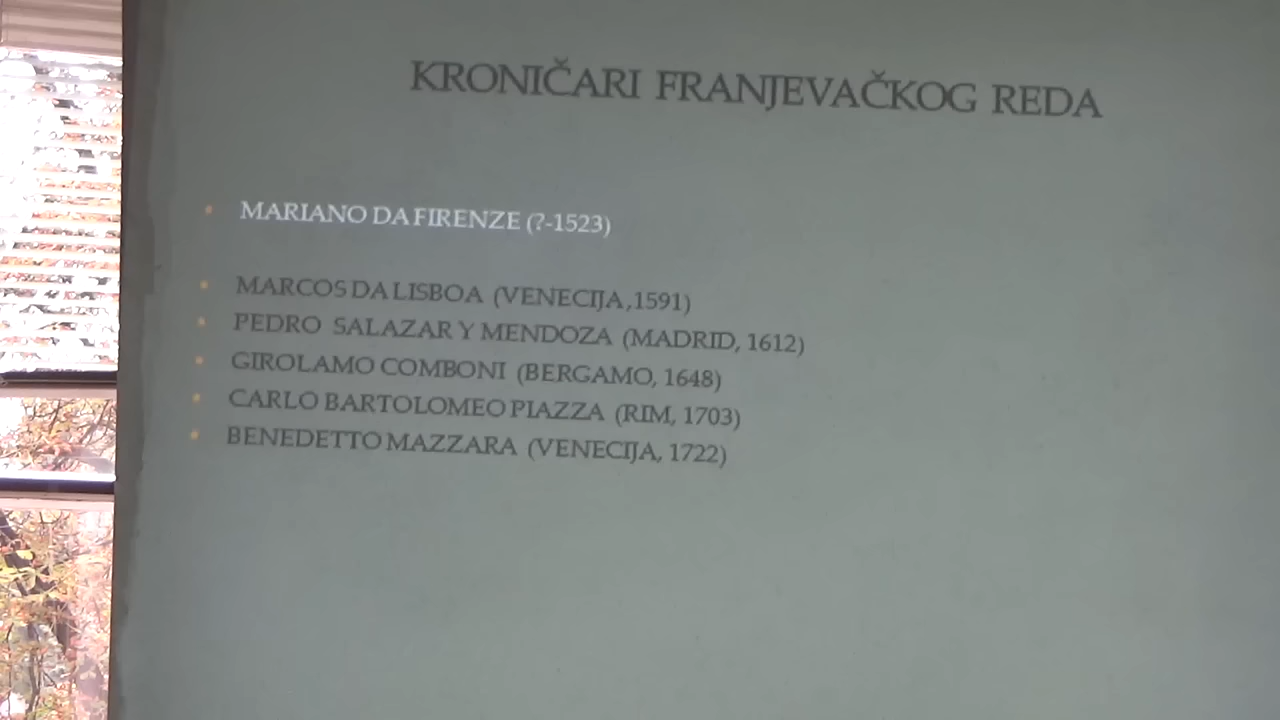 KRONIČARI FRANJEVAČKOG REDA
MARIANO DA FIRENZE (?-1523)
MARCOS DA LISBOA (VENECIJA,1591)
PEDRO SALAZAR Y MENDOZA (MADRID, 1612)
GIROLAMO COMBONI (BERGAMO, 1648)
CARLO BARTOLOMEO PIAZZA (RIM, 1703)
BENEDETTO MAZZARA (VENECIJA, 1722)